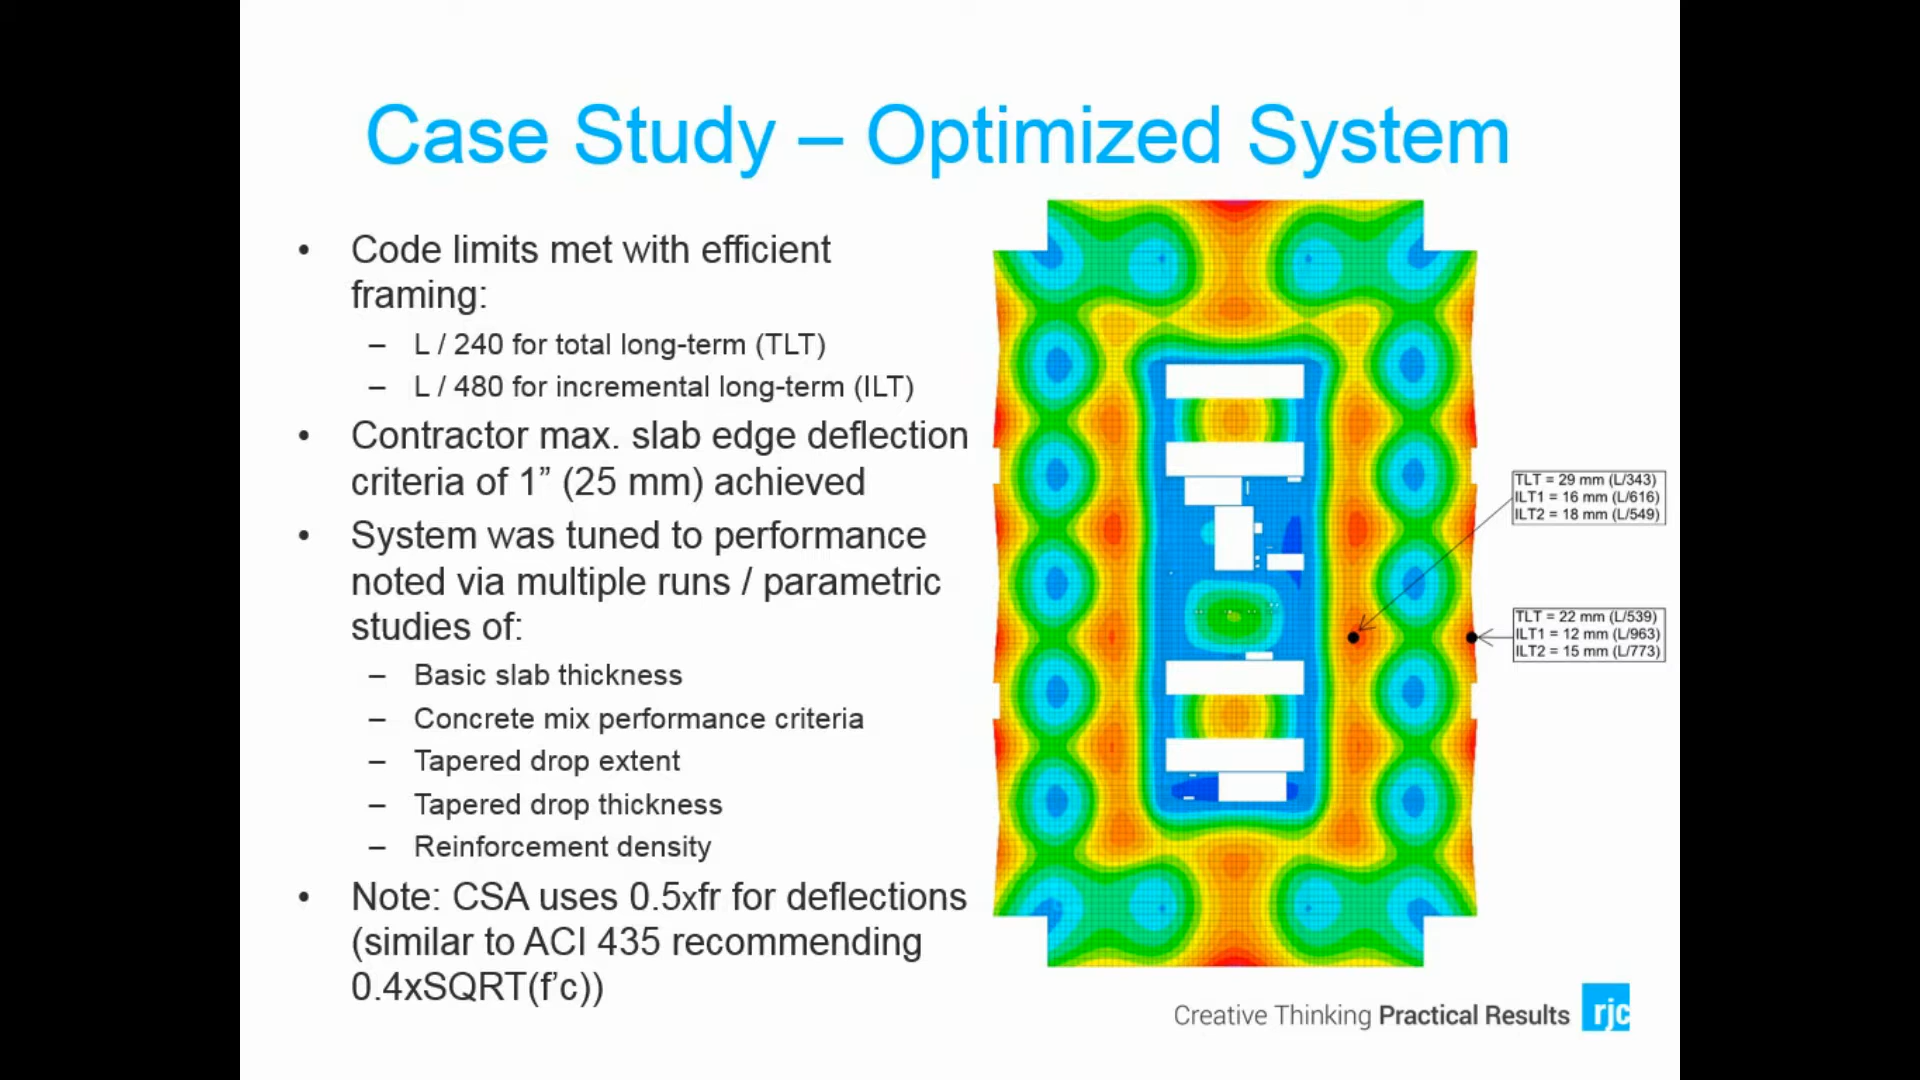 Case Study – Optimized System
• Code limits met with efficient
framing:
– L / 240 for total long-term (TLT)
– L / 480 for incremental long-term (ILT)
• Contractor max. slab edge deflection
criteria of 1” (25 mm) achieved
• System was tuned to performance
noted via multiple runs / parametric
studies of:
– Basic slab thickness
– Concrete mix performance criteria
– Tapered drop extent
– Tapered drop thickness
– Reinforcement density
• Note: CSA uses 0.5xfr for deflections
(similar to ACI 435 recommending
0.4xSQRT(f’c))
TLT = 29 mm (L/343)
ILT1 = 16 mm (L/616)
ILT2 = 18 mm (L/549)
TLT = 22 mm (L/539)
ILT1 = 12 mm (L/963)
ILT2 = 15 mm (L/773)
Creative Thinking Practical Results rjc